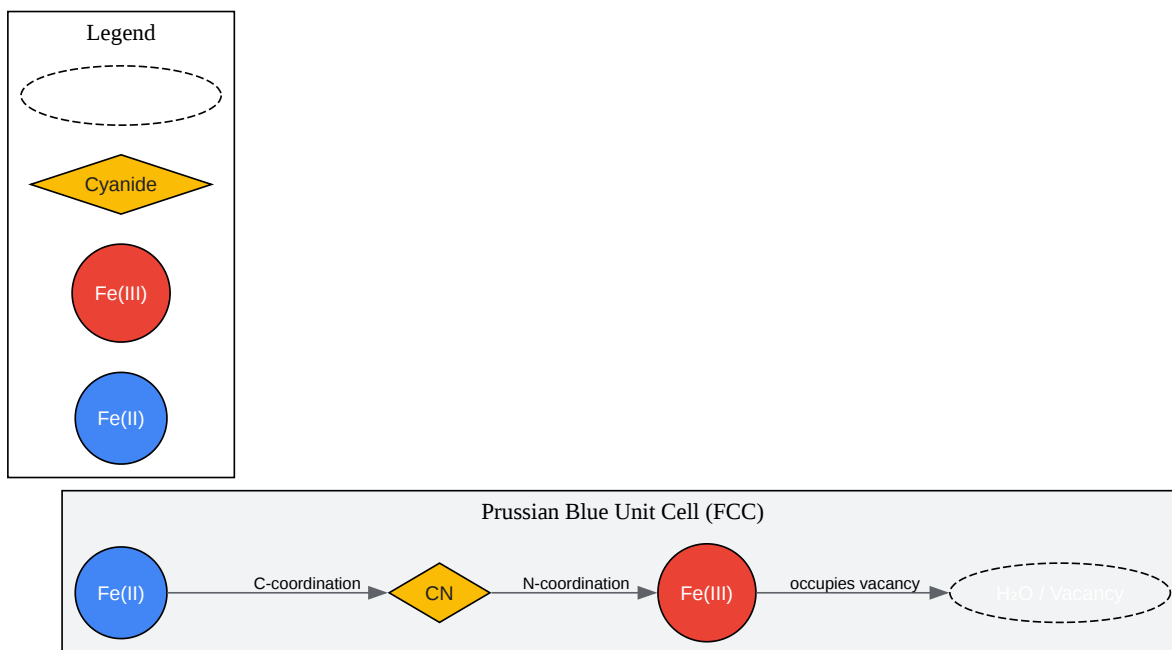 Legend
Cyanide
Fe(III)
Fe(II)
Prussian Blue Unit Cell (FCC)
Fe(II)
C-coordination
CN
N-coordination
Fe(III)
occupies vacancy
H₂O / Vacancy